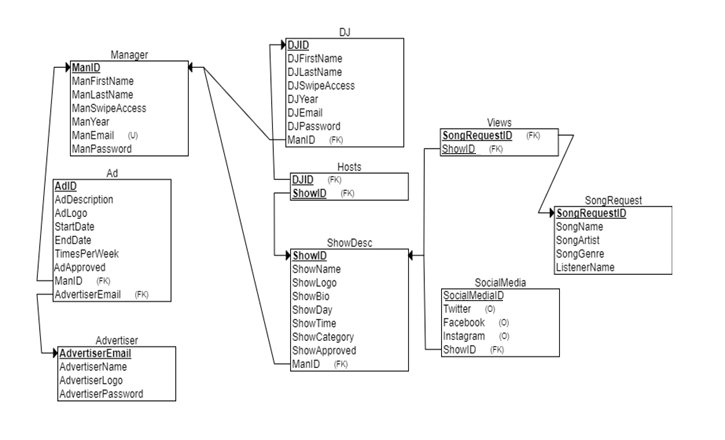 Manager
ManID
ManFirstName
ManLastName
ManSwipeAccess
ManYear
ManEmail (U)
ManPassword
Ad
AdID
AdDescription
AdLogo
StartDate
EndDate
TimesPerWeek
AdApproved
ManID (FK)
AdvertiserEmail (FK)
Advertiser
AdvertiserEmail
AdvertiserName
AdvertiserLogo
AdvertiserPassword
DJ
DJID
DJFirstName
DJLastName
DJSwipeAccess
DJYear
DJEmail
DJPassword
ManID (FK)
Hosts
DJID (FK)
ShowID (FK)
ShowDesc
ShowID
ShowName
ShowLogo
ShowBio
ShowDay
ShowTime
ShowCategory
ShowApproved
ManID (FK)
Views
SongRequestID (FK)
ShowID (FK)
SongRequest
SongRequestID
SongName
SongArtist
SongGenre
ListenerName
SocialMedia
SocialMediaID
Twitter (O)
Facebook (O)
Instagram (O)
ShowID (FK)